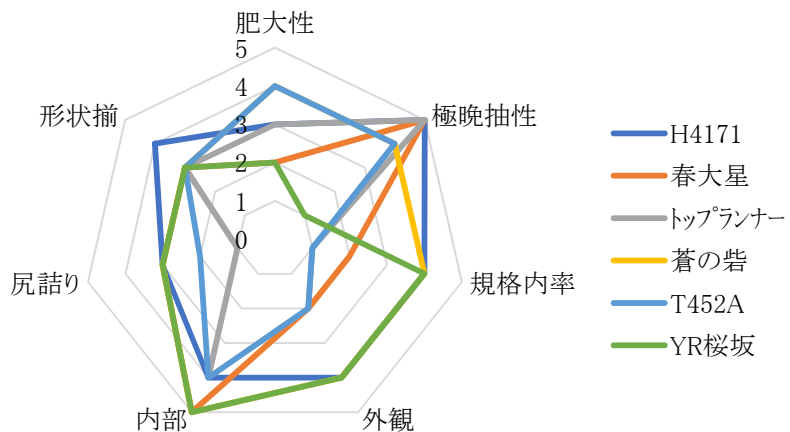 肥大性
5
4
3
2
1
0
形状揃
極晩抽性
尻詰り
規格内率
内部
外観
H4171
春大星
トップランナー
蒼の砦
T452A
YR桜坂